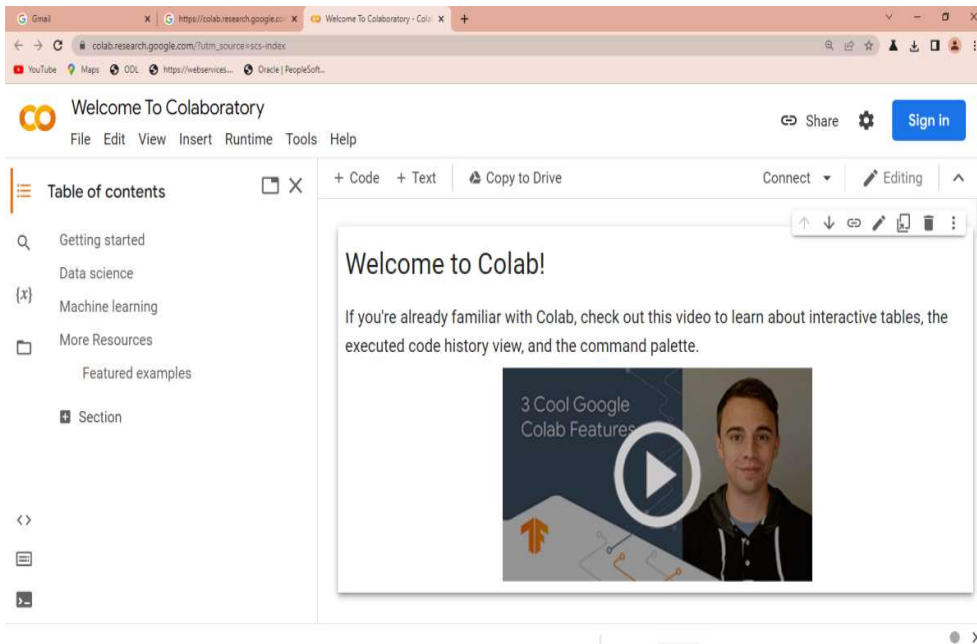 Gmail
https://colab.research.google.co
Welcome To Colaboratory - Colab
colab.research.google.com/?utm_source=scs-index
YouTube Maps ODL https://webservices... Oracle | PeopleSoft...
CO Welcome To Colaboratory
File Edit View Insert Runtime Tools Help
Share Sign in
Table of contents
+ Code + Text Copy to Drive Connect Editing
Getting started
Data science
{x}
Machine learning
More Resources
Featured examples
Section
Welcome to Colab!
If you're already familiar with Colab, check out this video to learn about interactive tables, the
executed code history view, and the command palette.
3 Cool Google
Colab Features